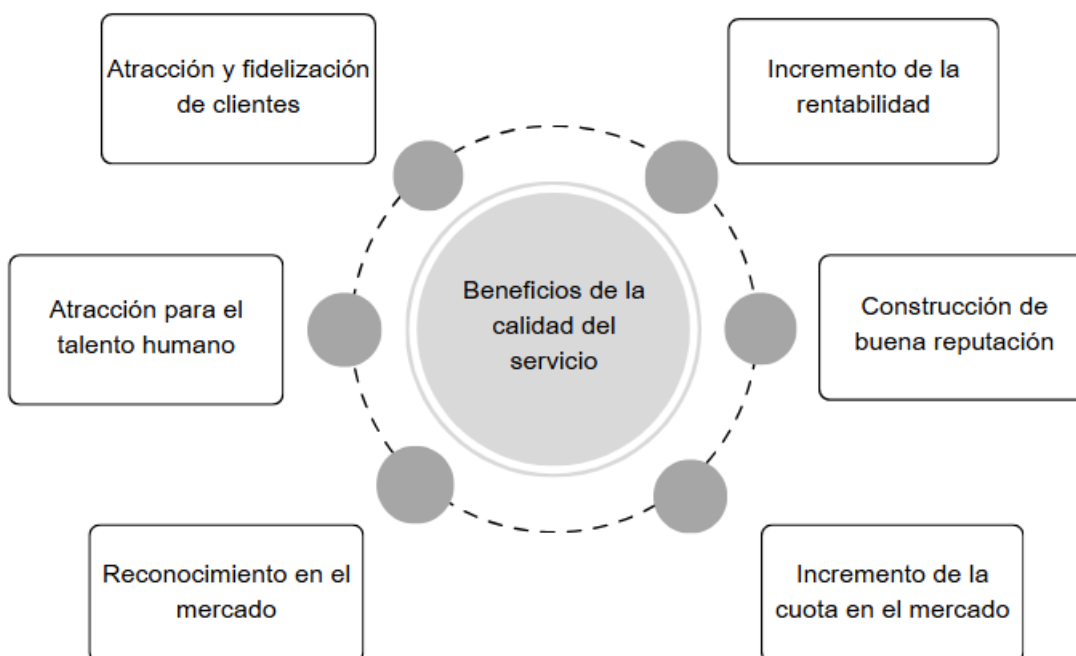 Atracción y fidelización
de clientes
Incremento de la
rentabilidad
Atracción para el
talento humano
Beneficios de la
calidad del
servicio
Construcción de
buena reputación
Reconocimiento en el
mercado
Incremento de la
cuota en el mercado